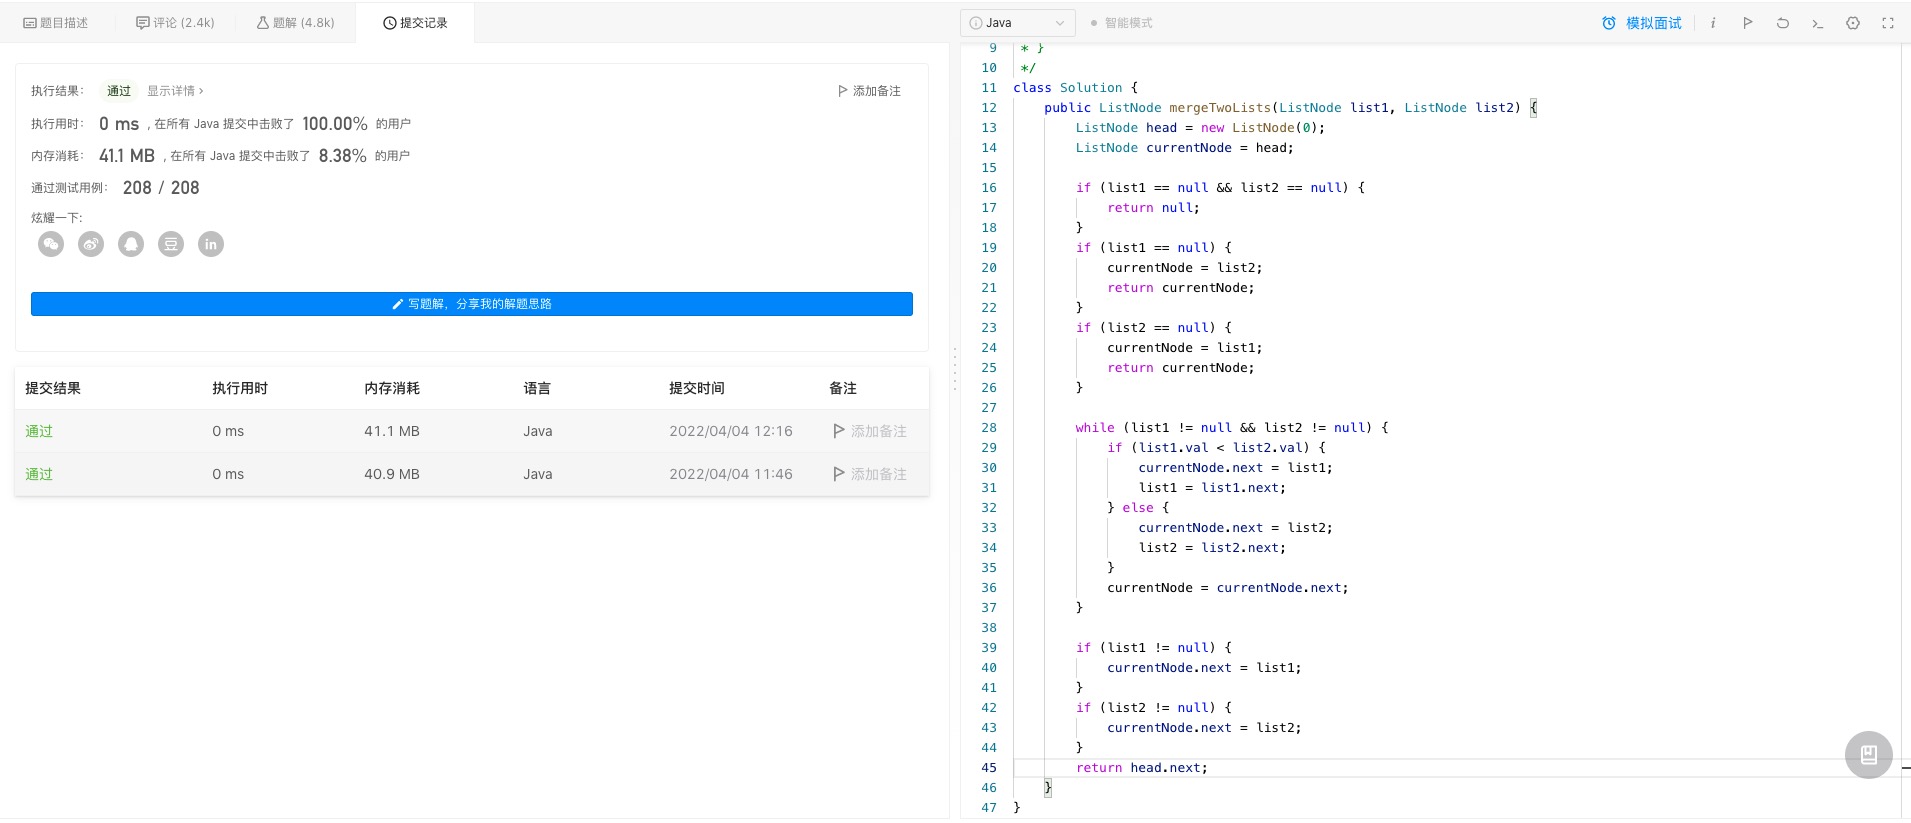 题目描述
评论 (2.4k)
题解 (4.8k)
提交记录
执行结果： 通过 显示详情 ›
添加备注
执行用时： 0 ms , 在所有 Java 提交中击败了 100.00% 的用户
内存消耗： 41.1 MB , 在所有 Java 提交中击败了 8.38% 的用户
通过测试用例： 208 / 208
炫耀一下:
豆 in
写题解，分享我的解题思路
提交结果 执行用时 内存消耗 语言 提交时间 备注
通过 0 ms 41.1 MB Java 2022/04/04 12:16 添加备注
通过 0 ms 40.9 MB Java 2022/04/04 11:46 添加备注
i Java 智能模式 模拟面试 i
9 * }
10 */
11 class Solution {
12 public ListNode mergeTwoLists(ListNode list1, ListNode list2) {
13 ListNode head = new ListNode(0);
14 ListNode currentNode = head;
15
16 if (list1 == null && list2 == null) {
17 return null;
18 }
19 if (list1 == null) {
20 currentNode = list2;
21 return currentNode;
22 }
23 if (list2 == null) {
24 currentNode = list1;
25 return currentNode;
26 }
27
28 while (list1 != null && list2 != null) {
29 if (list1.val < list2.val) {
30 currentNode.next = list1;
31 list1 = list1.next;
32 } else {
33 currentNode.next = list2;
34 list2 = list2.next;
35 }
36 currentNode = currentNode.next;
37 }
38
39 if (list1 != null) {
40 currentNode.next = list1;
41 }
42 if (list2 != null) {
43 currentNode.next = list2;
44 }
45 return head.next;
46 }
47 }